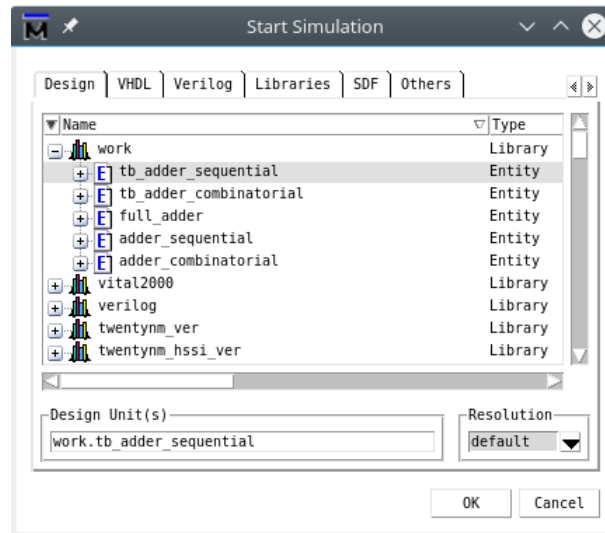 Start Simulation
Design VHDL Verilog Libraries SDF Others
Name Type
work Library
tb_adder_sequential Entity
tb_adder_combinatorial Entity
full_adder Entity
adder_sequential Entity
adder_combinatorial Entity
vital2000 Library
verilog Library
twentynm_ver Library
twentynm_hssi_ver Library
Design Unit(s) Resolution
work.tb_adder_sequential default
OK Cancel